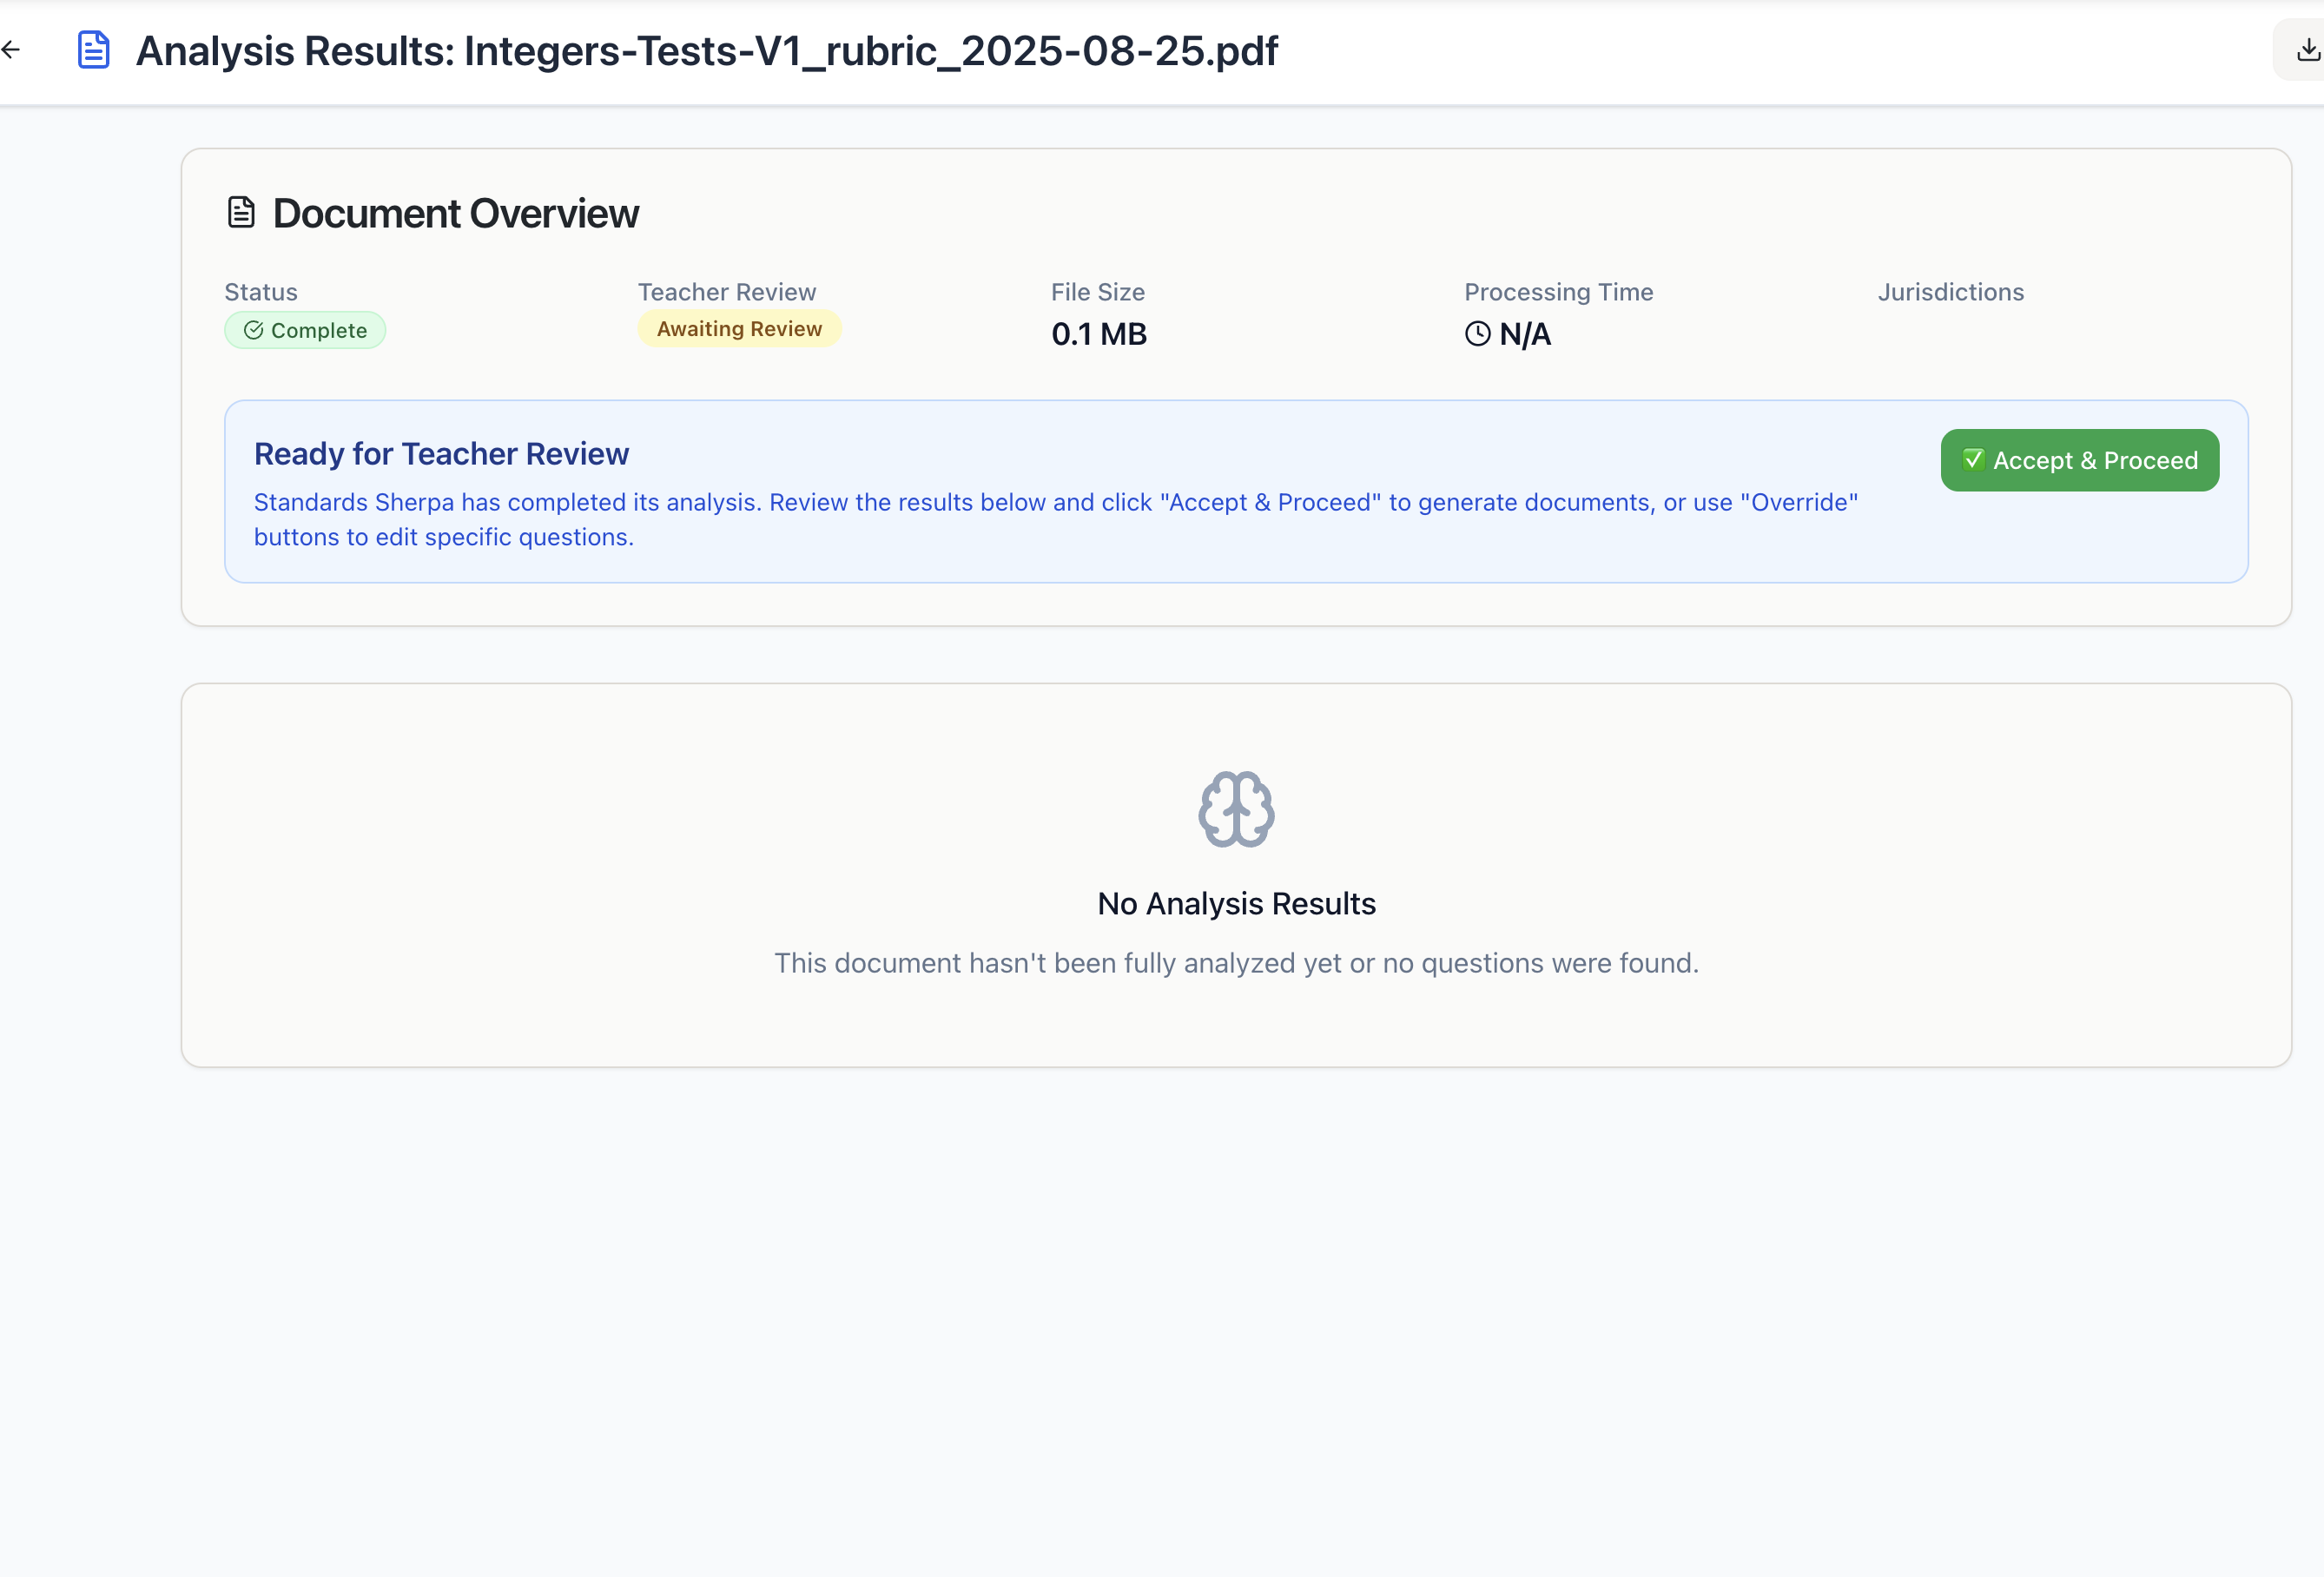 Analysis Results: Integers-Tests-V1_rubric_2025-08-25.pdf
Document Overview
Status
Complete
Teacher Review
Awaiting Review
File Size
0.1 MB
Processing Time
N/A
Jurisdictions
Ready for Teacher Review
✅ Accept & Proceed
Standards Sherpa has completed its analysis. Review the results below and click "Accept & Proceed" to generate documents, or use "Override"
buttons to edit specific questions.
No Analysis Results
This document hasn't been fully analyzed yet or no questions were found.